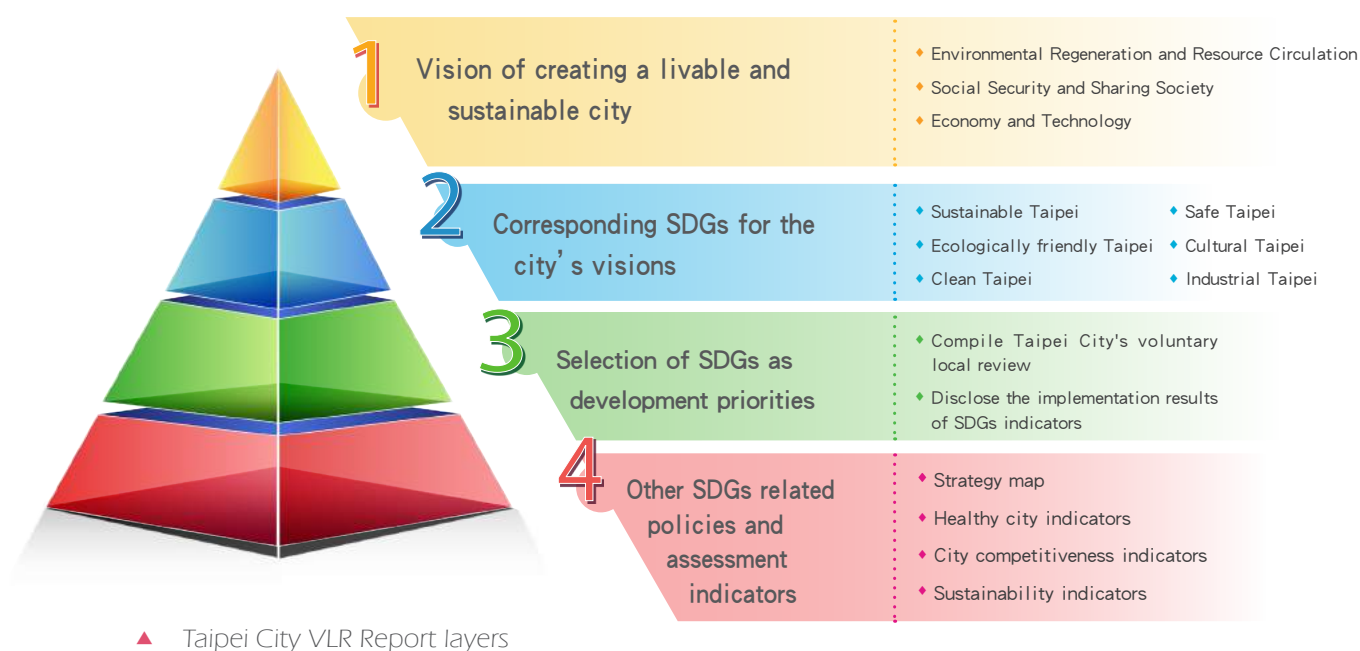 1
Vision of creating a livable and
sustainable city
◆ Environmental Regeneration and Resource Circulation
◆ Social Security and Sharing Society
◆ Economy and Technology
2
Corresponding SDGs for the
city’s visions
◆ Sustainable Taipei
◆ Ecologically friendly Taipei
◆ Clean Taipei
◆ Safe Taipei
◆ Cultural Taipei
◆ Industrial Taipei
3
Selection of SDGs as
development priorities
◆ Compile Taipei City's voluntary
local review
◆ Disclose the implementation results
of SDGs indicators
4
Other SDGs related
policies and
assessment
indicators
◆ Strategy map
◆ Healthy city indicators
◆ City competitiveness indicators
◆ Sustainability indicators
▲ Taipei City VLR Report layers